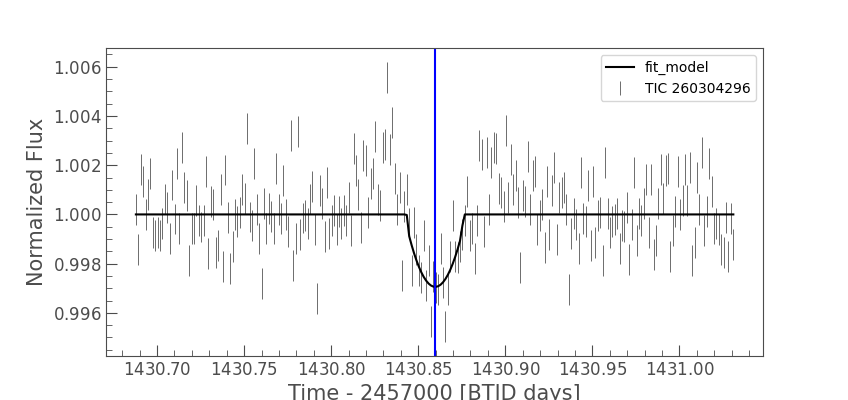 1.006
1.004
1.002
1.000
0.998
0.996
Normalized Flux
fit_model
TIC 260304296
1430.70 1430.75 1430.80 1430.85 1430.90 1430.95 1431.00
Time - 2457000 [BTJD days]